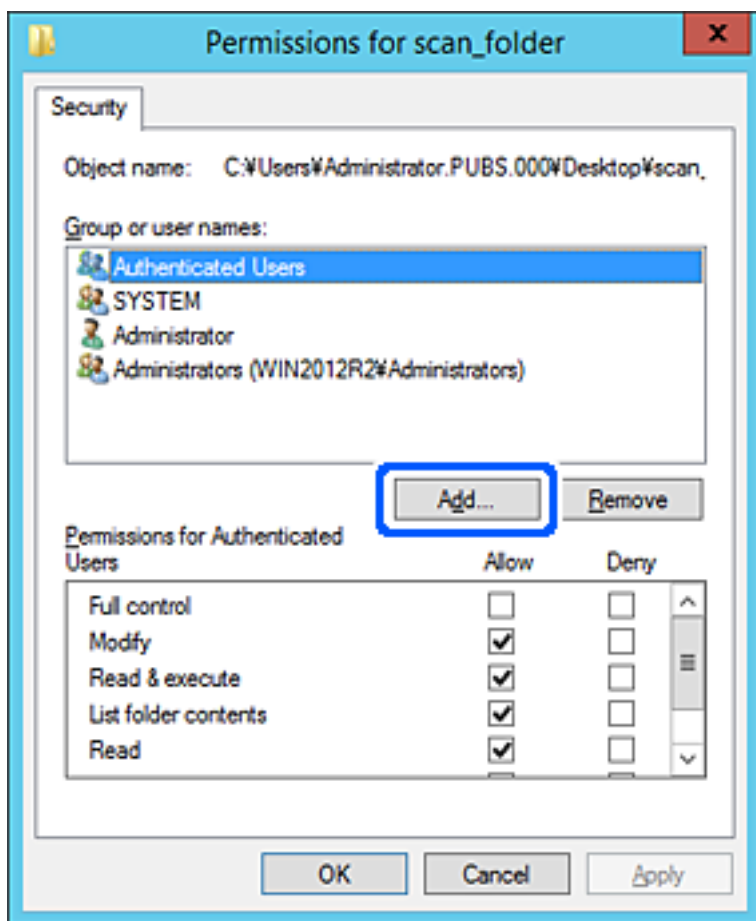 Permissions for scan_folder
Security
Object name: C:¥Users¥Administrator.PUBS.000¥Desktop¥scan_
Group or user names:
Authenticated Users
SYSTEM
Administrator
Administrators (WIN2012R2¥Administrators)
Add... Remove
Permissions for Authenticated
Users Allow Deny
Full control
Modify
Read & execute
List folder contents
Read
OK Cancel Apply